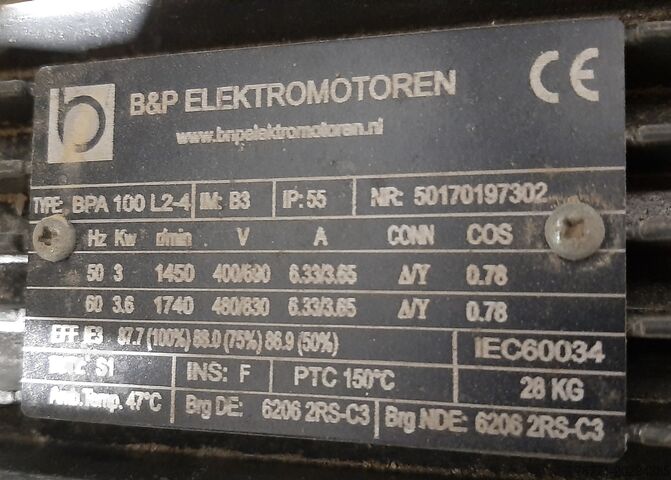 B&P ELEKTROMOTOREN
www.bnpelektromotoren.nl
CE
TYPE: BPA 100 L2-4 IM: B3 IP: 55 NR: 50170197302
Hz Kw r/min V A CONN COS
50 3 1450 400/690 6.33/3.65 Δ/Y 0.78
60 3.6 1740 480/830 6.33/3.65 Δ/Y 0.78
EFF IE3 87.7 (100%) 88.0 (75%) 86.9 (50%) IEC60034
S1 INS: F PTC 150°C 28 KG
Amb.Temp. 47°C Brg DE: 6206 2RS-C3 Brg NDE: 6206 2RS-C3